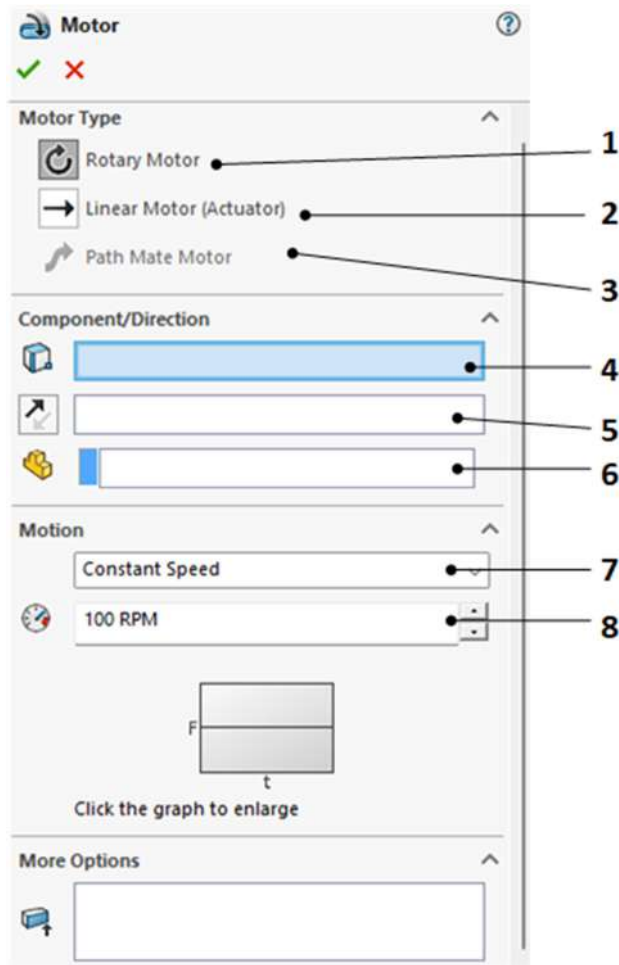 Motor
Motor Type
Rotary Motor
1
Linear Motor (Actuator)
2
Path Mate Motor
3
Component/Direction
4
5
6
Motion
Constant Speed
7
100 RPM
8
F
t
Click the graph to enlarge
More Options